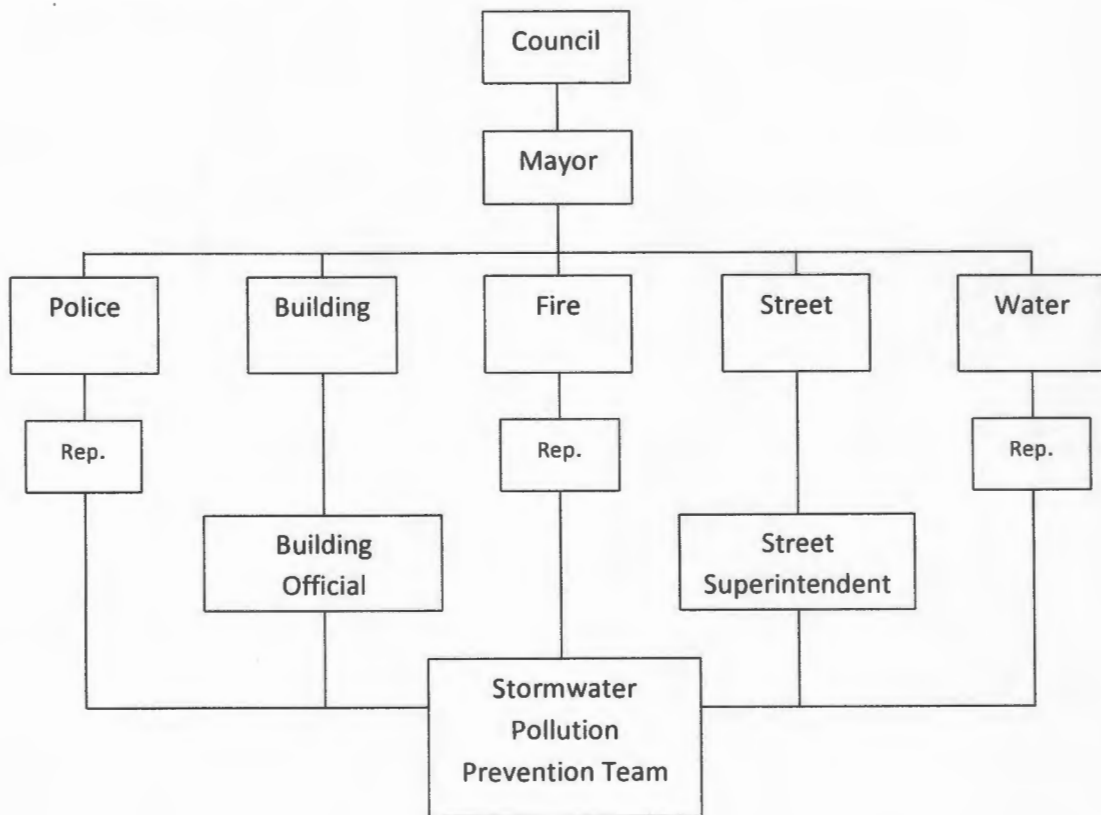 Council
Mayor
Police
Building
Fire
Street
Water
Rep.
Rep.
Rep.
Building
Official
Street
Superintendent
Stormwater
Pollution
Prevention Team